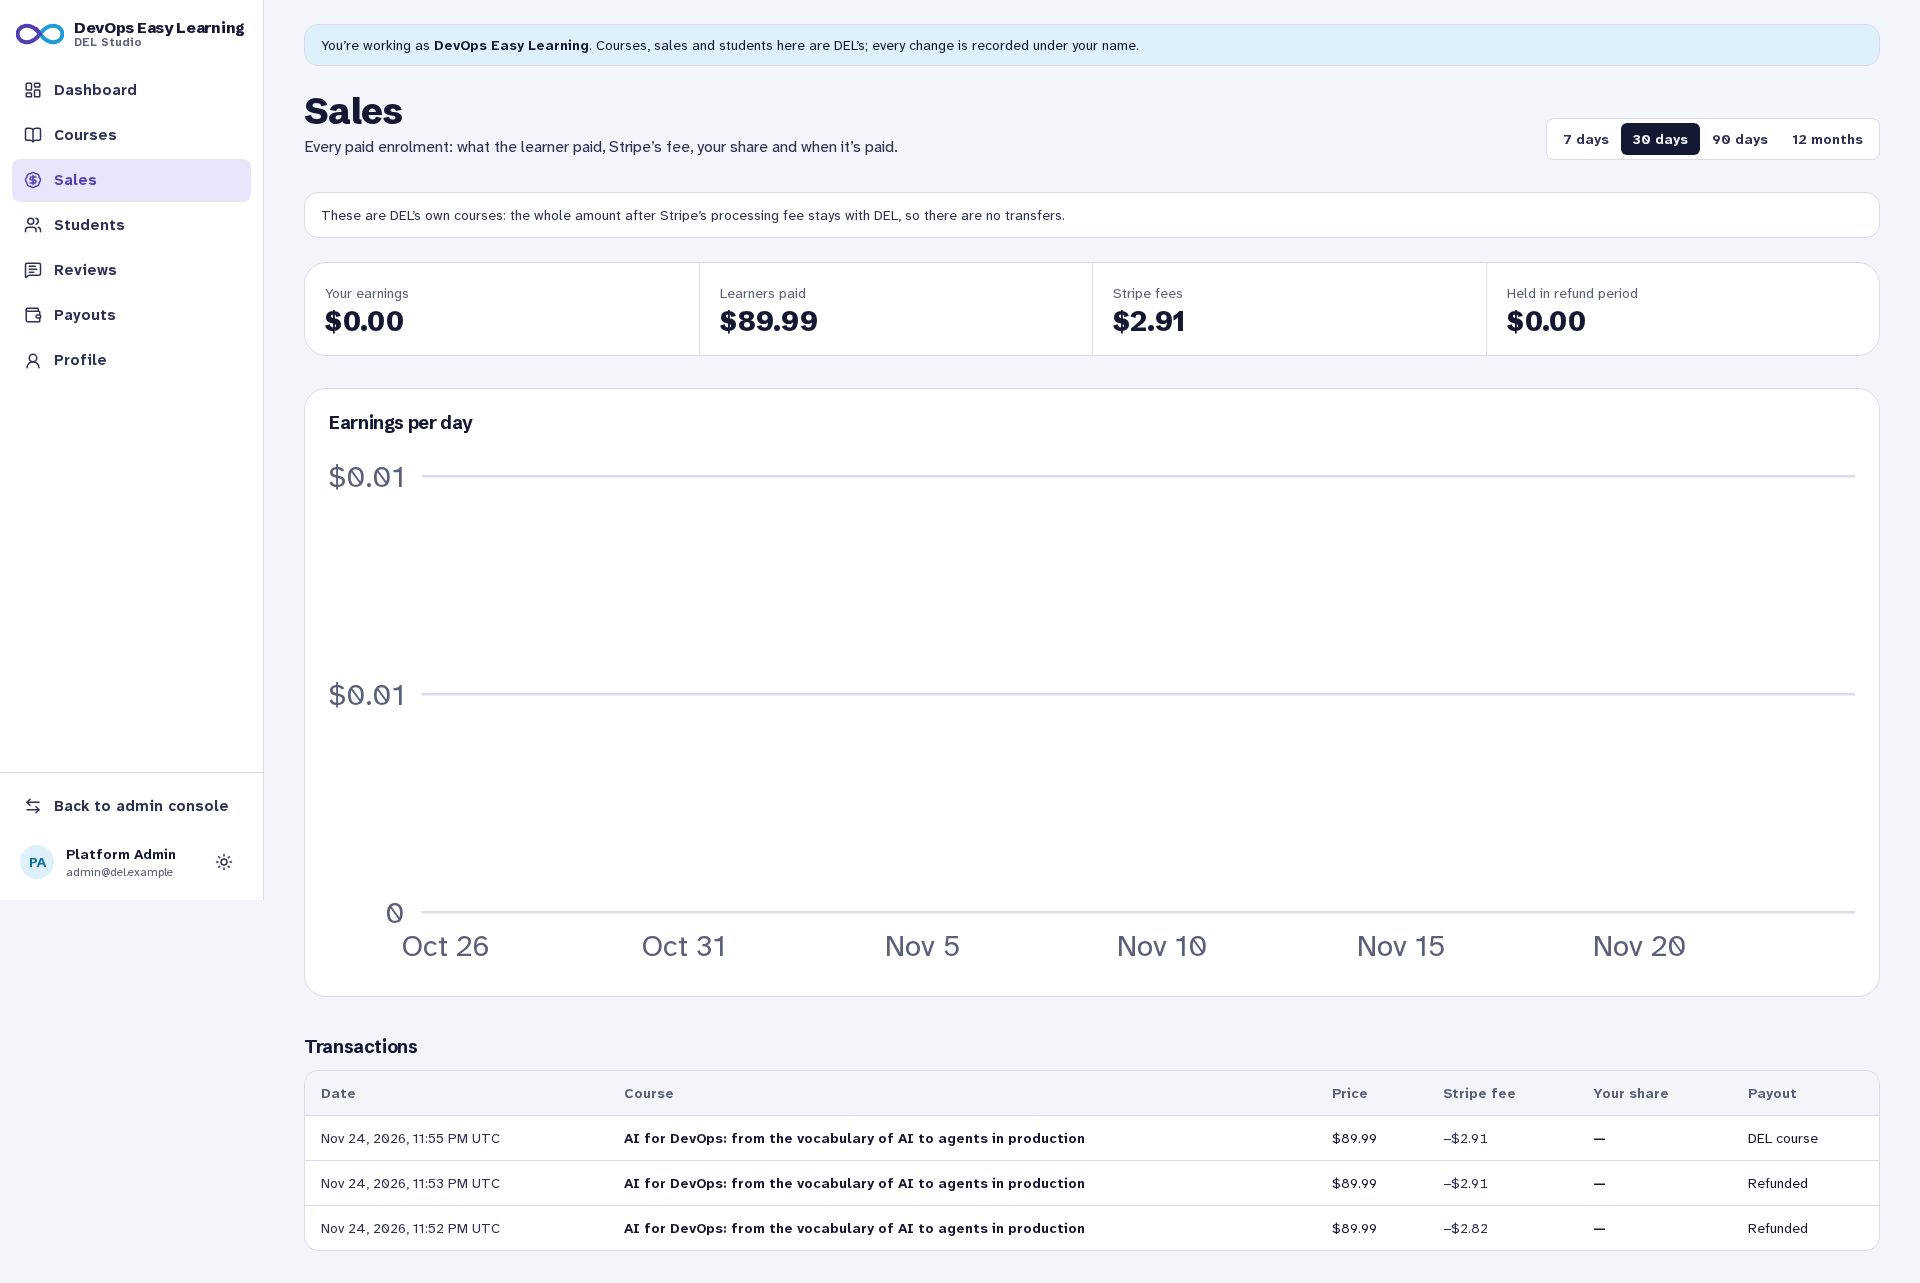 DevOps Easy Learning
DEL Studio
Dashboard
Courses
Sales
Students
Reviews
Payouts
Profile
Back to admin console
PA
Platform Admin
admin@del.example
You're working as DevOps Easy Learning. Courses, sales and students here are DEL's; every change is recorded under your name.
Sales
Every paid enrolment: what the learner paid, Stripe's fee, your share and when it's paid.
7 days 30 days 90 days 12 months
These are DEL's own courses: the whole amount after Stripe's processing fee stays with DEL, so there are no transfers.
Your earnings
$0.00
Learners paid
$89.99
Stripe fees
$2.91
Held in refund period
$0.00
Earnings per day
$0.01
$0.01
0
Oct 26 Oct 31 Nov 5 Nov 10 Nov 15 Nov 20
Transactions
Date Course Price Stripe fee Your share Payout
Nov 24, 2026, 11:55 PM UTC AI for DevOps: from the vocabulary of AI to agents in production $89.99 −$2.91 — DEL course
Nov 24, 2026, 11:53 PM UTC AI for DevOps: from the vocabulary of AI to agents in production $89.99 −$2.91 — Refunded
Nov 24, 2026, 11:52 PM UTC AI for DevOps: from the vocabulary of AI to agents in production $89.99 −$2.82 — Refunded